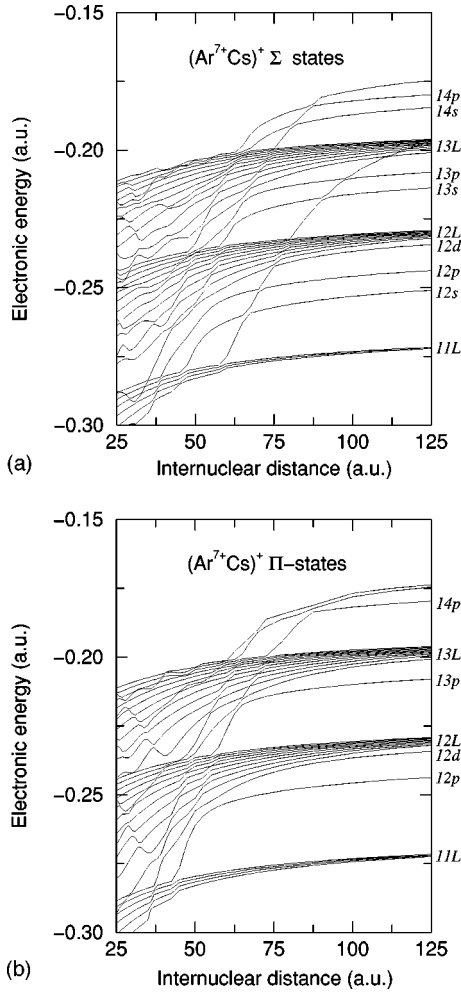 −0.15
(Ar7+Cs)+ Σ states
14p
14s
−0.20
13L
13p
13s
Electronic energy (a.u.)
12L
12d
−0.25
12p
12s
11L
−0.30
25 50 75 100 125
(a) Internuclear distance (a.u.)
−0.15
(Ar7+Cs)+ Π−states
14p
−0.20
13L
13p
Electronic energy (a.u.)
12L
12d
−0.25
12p
11L
−0.30
25 50 75 100 125
(b) Internuclear distance (a.u.)